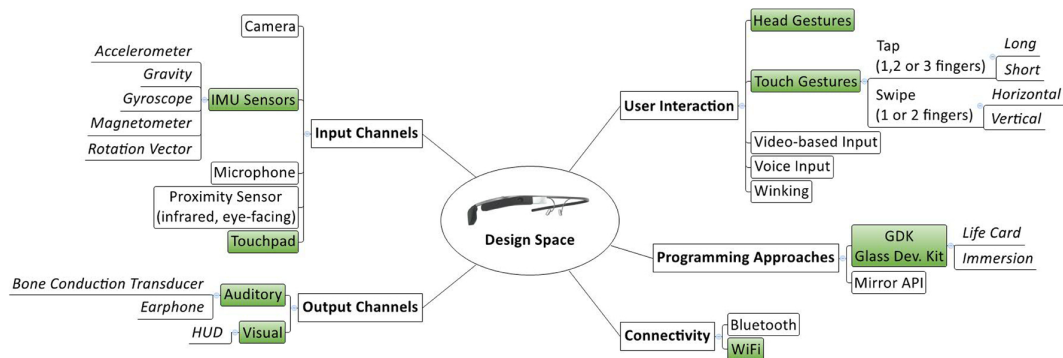 Camera
Accelerometer
Gravity
Gyroscope
Magnetometer
Rotation Vector
IMU Sensors
Input Channels
Microphone
Proximity Sensor
(infrared, eye-facing)
Touchpad
Bone Conduction Transducer
Earphone
Auditory
Output Channels
HUD
Visual
Design Space
User Interaction
Head Gestures
Touch Gestures
Tap
(1,2 or 3 fingers)
Long
Short
Swipe
(1 or 2 fingers)
Horizontal
Vertical
Video-based Input
Voice Input
Winking
Programming Approaches
GDK
Glass Dev. Kit
Life Card
Immersion
Mirror API
Connectivity
Bluetooth
WiFi